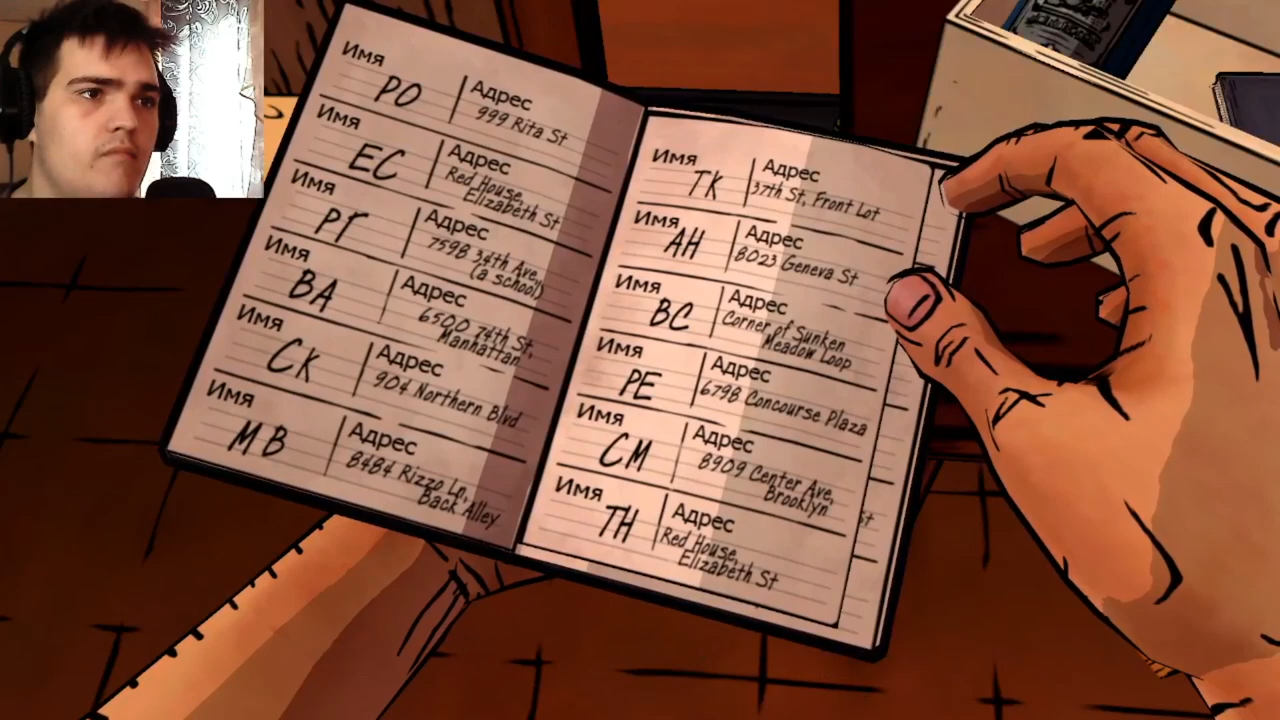 Имя
PO
Адрес
999 Rita St
Имя
EC
Адрес
Red House,
Elizabeth St
Имя
PT
Адрес
7598 34th Ave.,
(a school)
Имя
BA
Адрес
6500 74th St,
Manhattan
Имя
CK
Адрес
904 Northern Blvd
Имя
MB
Адрес
8484 Rizzo Ln,
Back Alley
Имя
TK
Адрес
37th St, Front Lot
Имя
AH
Адрес
8023 Geneva St
Имя
BC
Адрес
Corner of Sunken
Meadow Loop
Имя
PE
Адрес
6798 Concourse Plaza
Имя
CM
Адрес
8909 Center Ave,
Brooklyn
Имя
TH
Адрес
Red House,
Elizabeth St
st